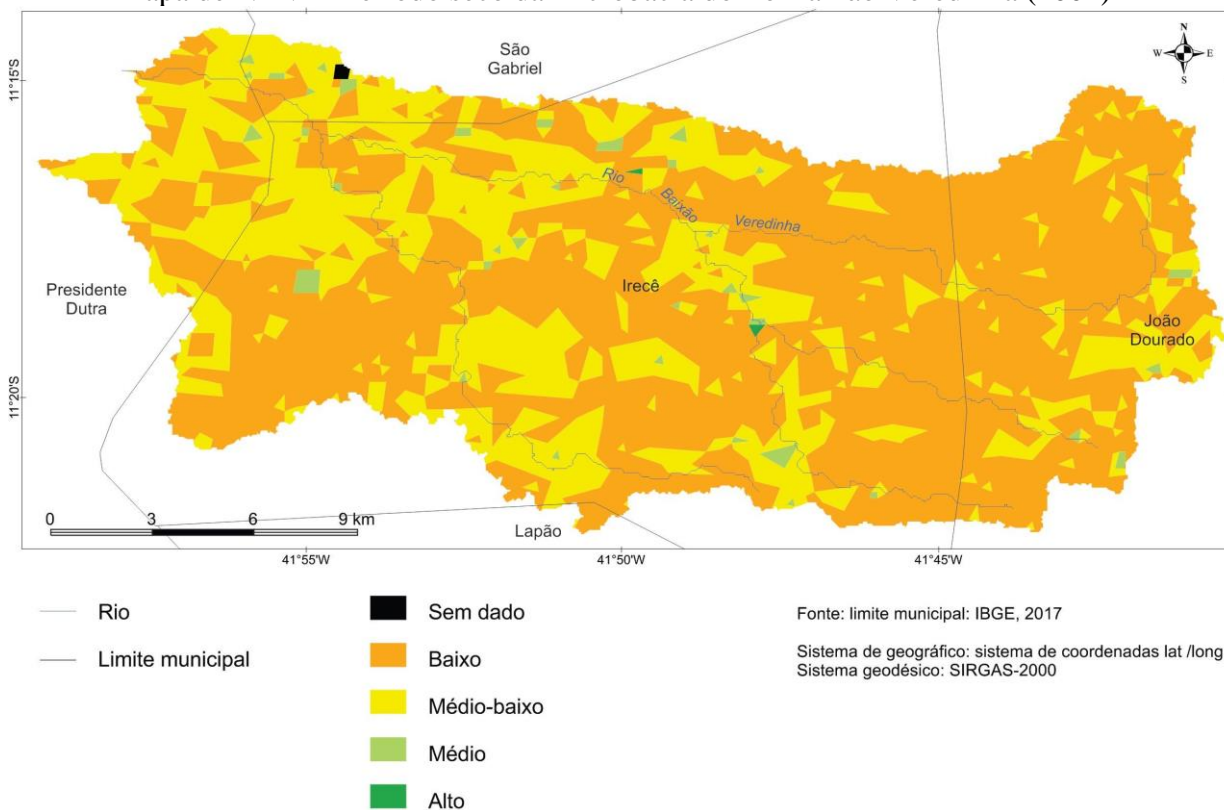 N
W E
S
São
Gabriel
11°15'S
Rio
Baixão
Veredinha
Presidente
Dutra
Irecê
João
Dourado
11°20'S
0 3 6 9 km
Lapão
41°55'W 41°50'W 41°45'W
Rio
Limite municipal
Sem dado
Baixo
Médio-baixo
Médio
Alto
Fonte: limite municipal: IBGE, 2017
Sistema de geográfico: sistema de coordenadas lat /long
Sistema geodésico: SIRGAS-2000